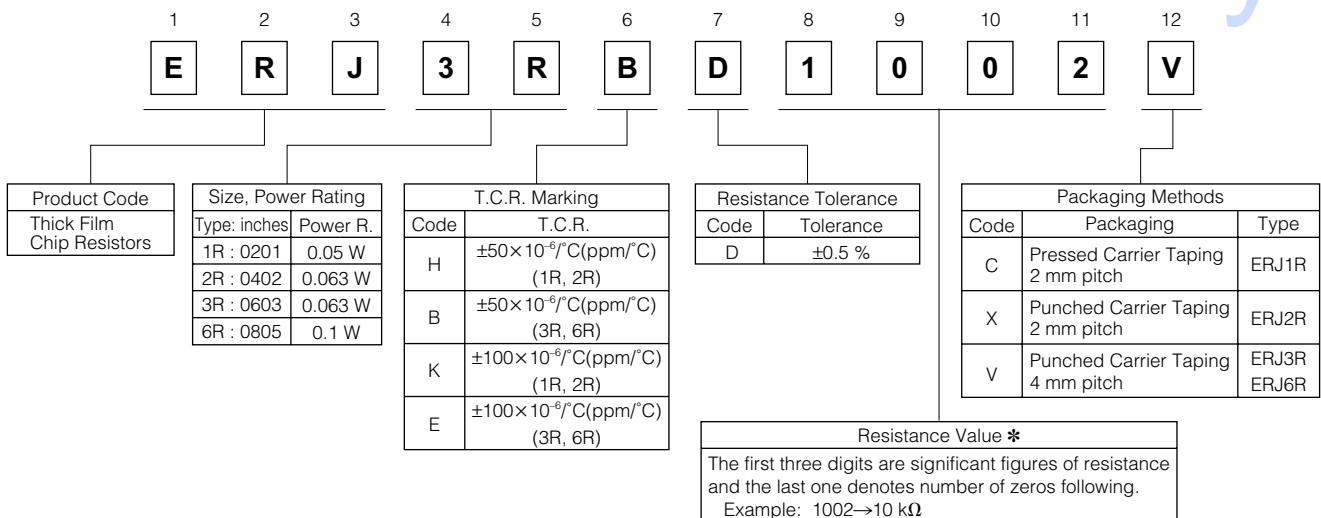 1 2 3 4 5 6 7 8 9 10 11 12
E R J 3 R B D 1 0 0 2 V
Product Code
Thick Film
Chip Resistors
Size, Power Rating
Type: inches Power R.
1R : 0201 0.05 W
2R : 0402 0.063 W
3R : 0603 0.063 W
6R : 0805 0.1 W
T.C.R. Marking
Code T.C.R.
H ±50×10⁻⁶/°C(ppm/°C)
(1R, 2R)
B ±50×10⁻⁶/°C(ppm/°C)
(3R, 6R)
K ±100×10⁻⁶/°C(ppm/°C)
(1R, 2R)
E ±100×10⁻⁶/°C(ppm/°C)
(3R, 6R)
Resistance Tolerance
Code Tolerance
D ±0.5 %
Packaging Methods
Code Packaging Type
C Pressed Carrier Taping
2 mm pitch ERJ1R
X Punched Carrier Taping
2 mm pitch ERJ2R
V Punched Carrier Taping
4 mm pitch ERJ3R
ERJ6R
Resistance Value ✻
The first three digits are significant figures of resistance
and the last one denotes number of zeros following.
Example: 1002→10 kΩ